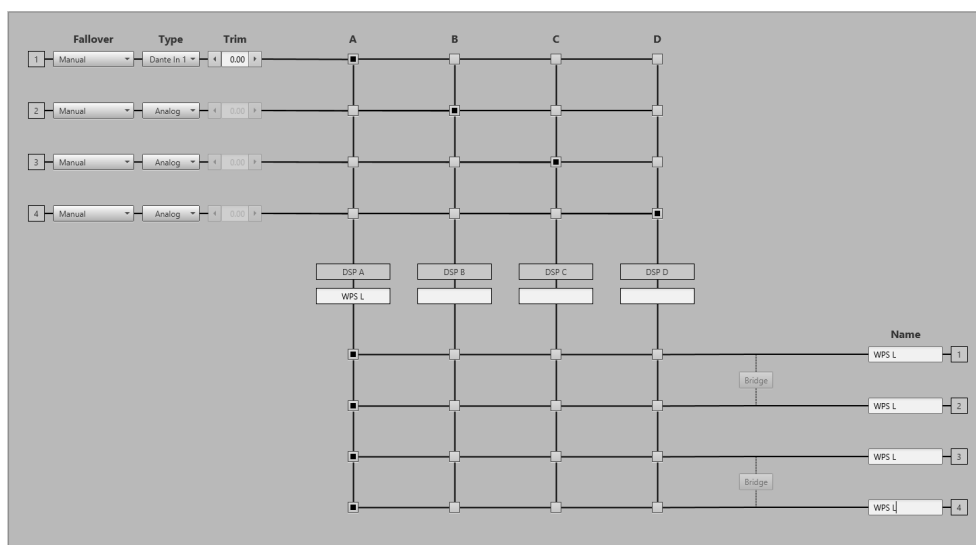 Fallover Type Trim A B C D
1 Manual Dante In 1 0.00
2 Manual Analog 0.00
3 Manual Analog 0.00
4 Manual Analog 0.00
DSP A DSP B DSP C DSP D
WPS L
Name
WPS L 1
Bridge
WPS L 2
WPS L 3
Bridge
WPS L 4